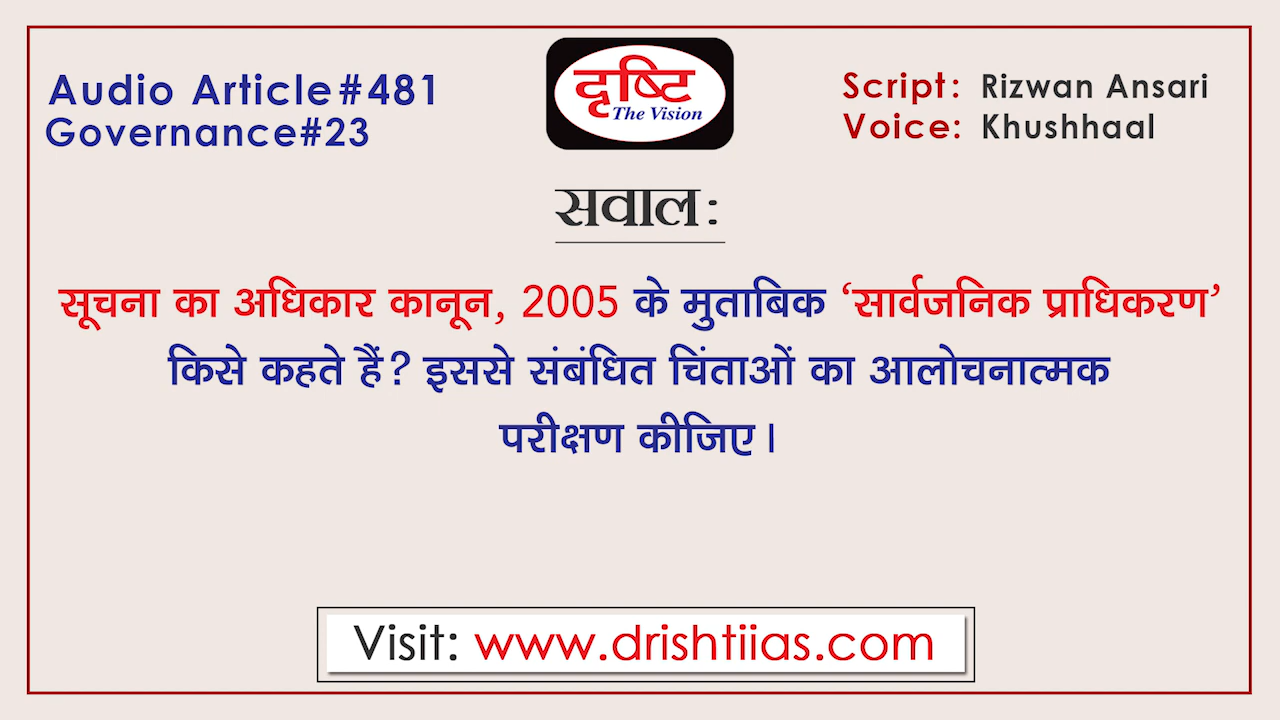 Audio Article#481
Governance#23
दृष्टि
The Vision
Script: Rizwan Ansari
Voice: Khushhaal
सवाल:
सूचना का अधिकार कानून, 2005 के मुताबिक ‘सार्वजनिक प्राधिकरण’
किसे कहते हैं? इससे संबंधित चिंताओं का आलोचनात्मक
परीक्षण कीजिए।
Visit: www.drishtiias.com